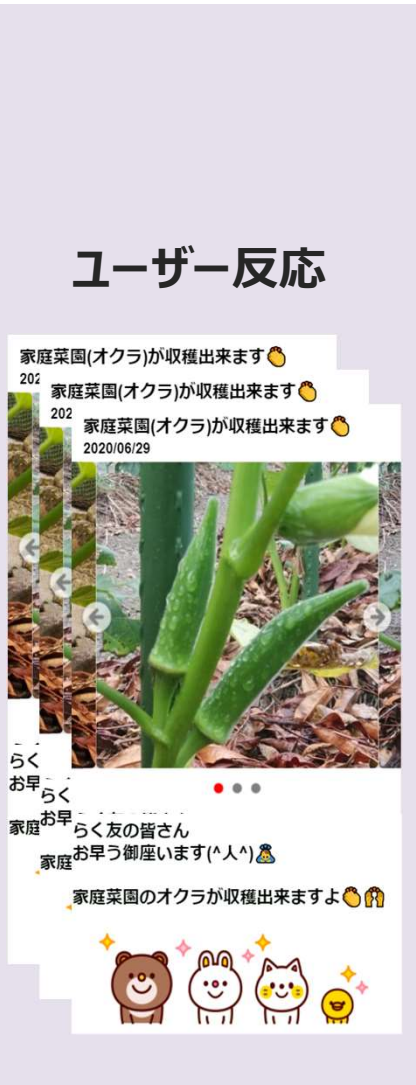 ユーザー反応
家庭菜園(オクラ)が収穫出来ます👏
202
家庭菜園(オクラ)が収穫出来ます👏
202
家庭菜園(オクラ)が収穫出来ます👏
2020/06/29
らく
お早
家庭
らく
お早
家庭
らく友の皆さん
お早う御座います(^人^)🙇
家庭菜園のオクラが収穫出来ますよ👏🙌